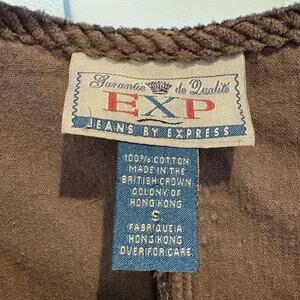 Garantie de Qualité
EXP
JEANS BY EXPRESS
100% COTTON
MADE IN THE
BRITISH CROWN
COLONY OF
HONG KONG
S
FABRIQUE A
HONG KONG
OVER FOR CARE